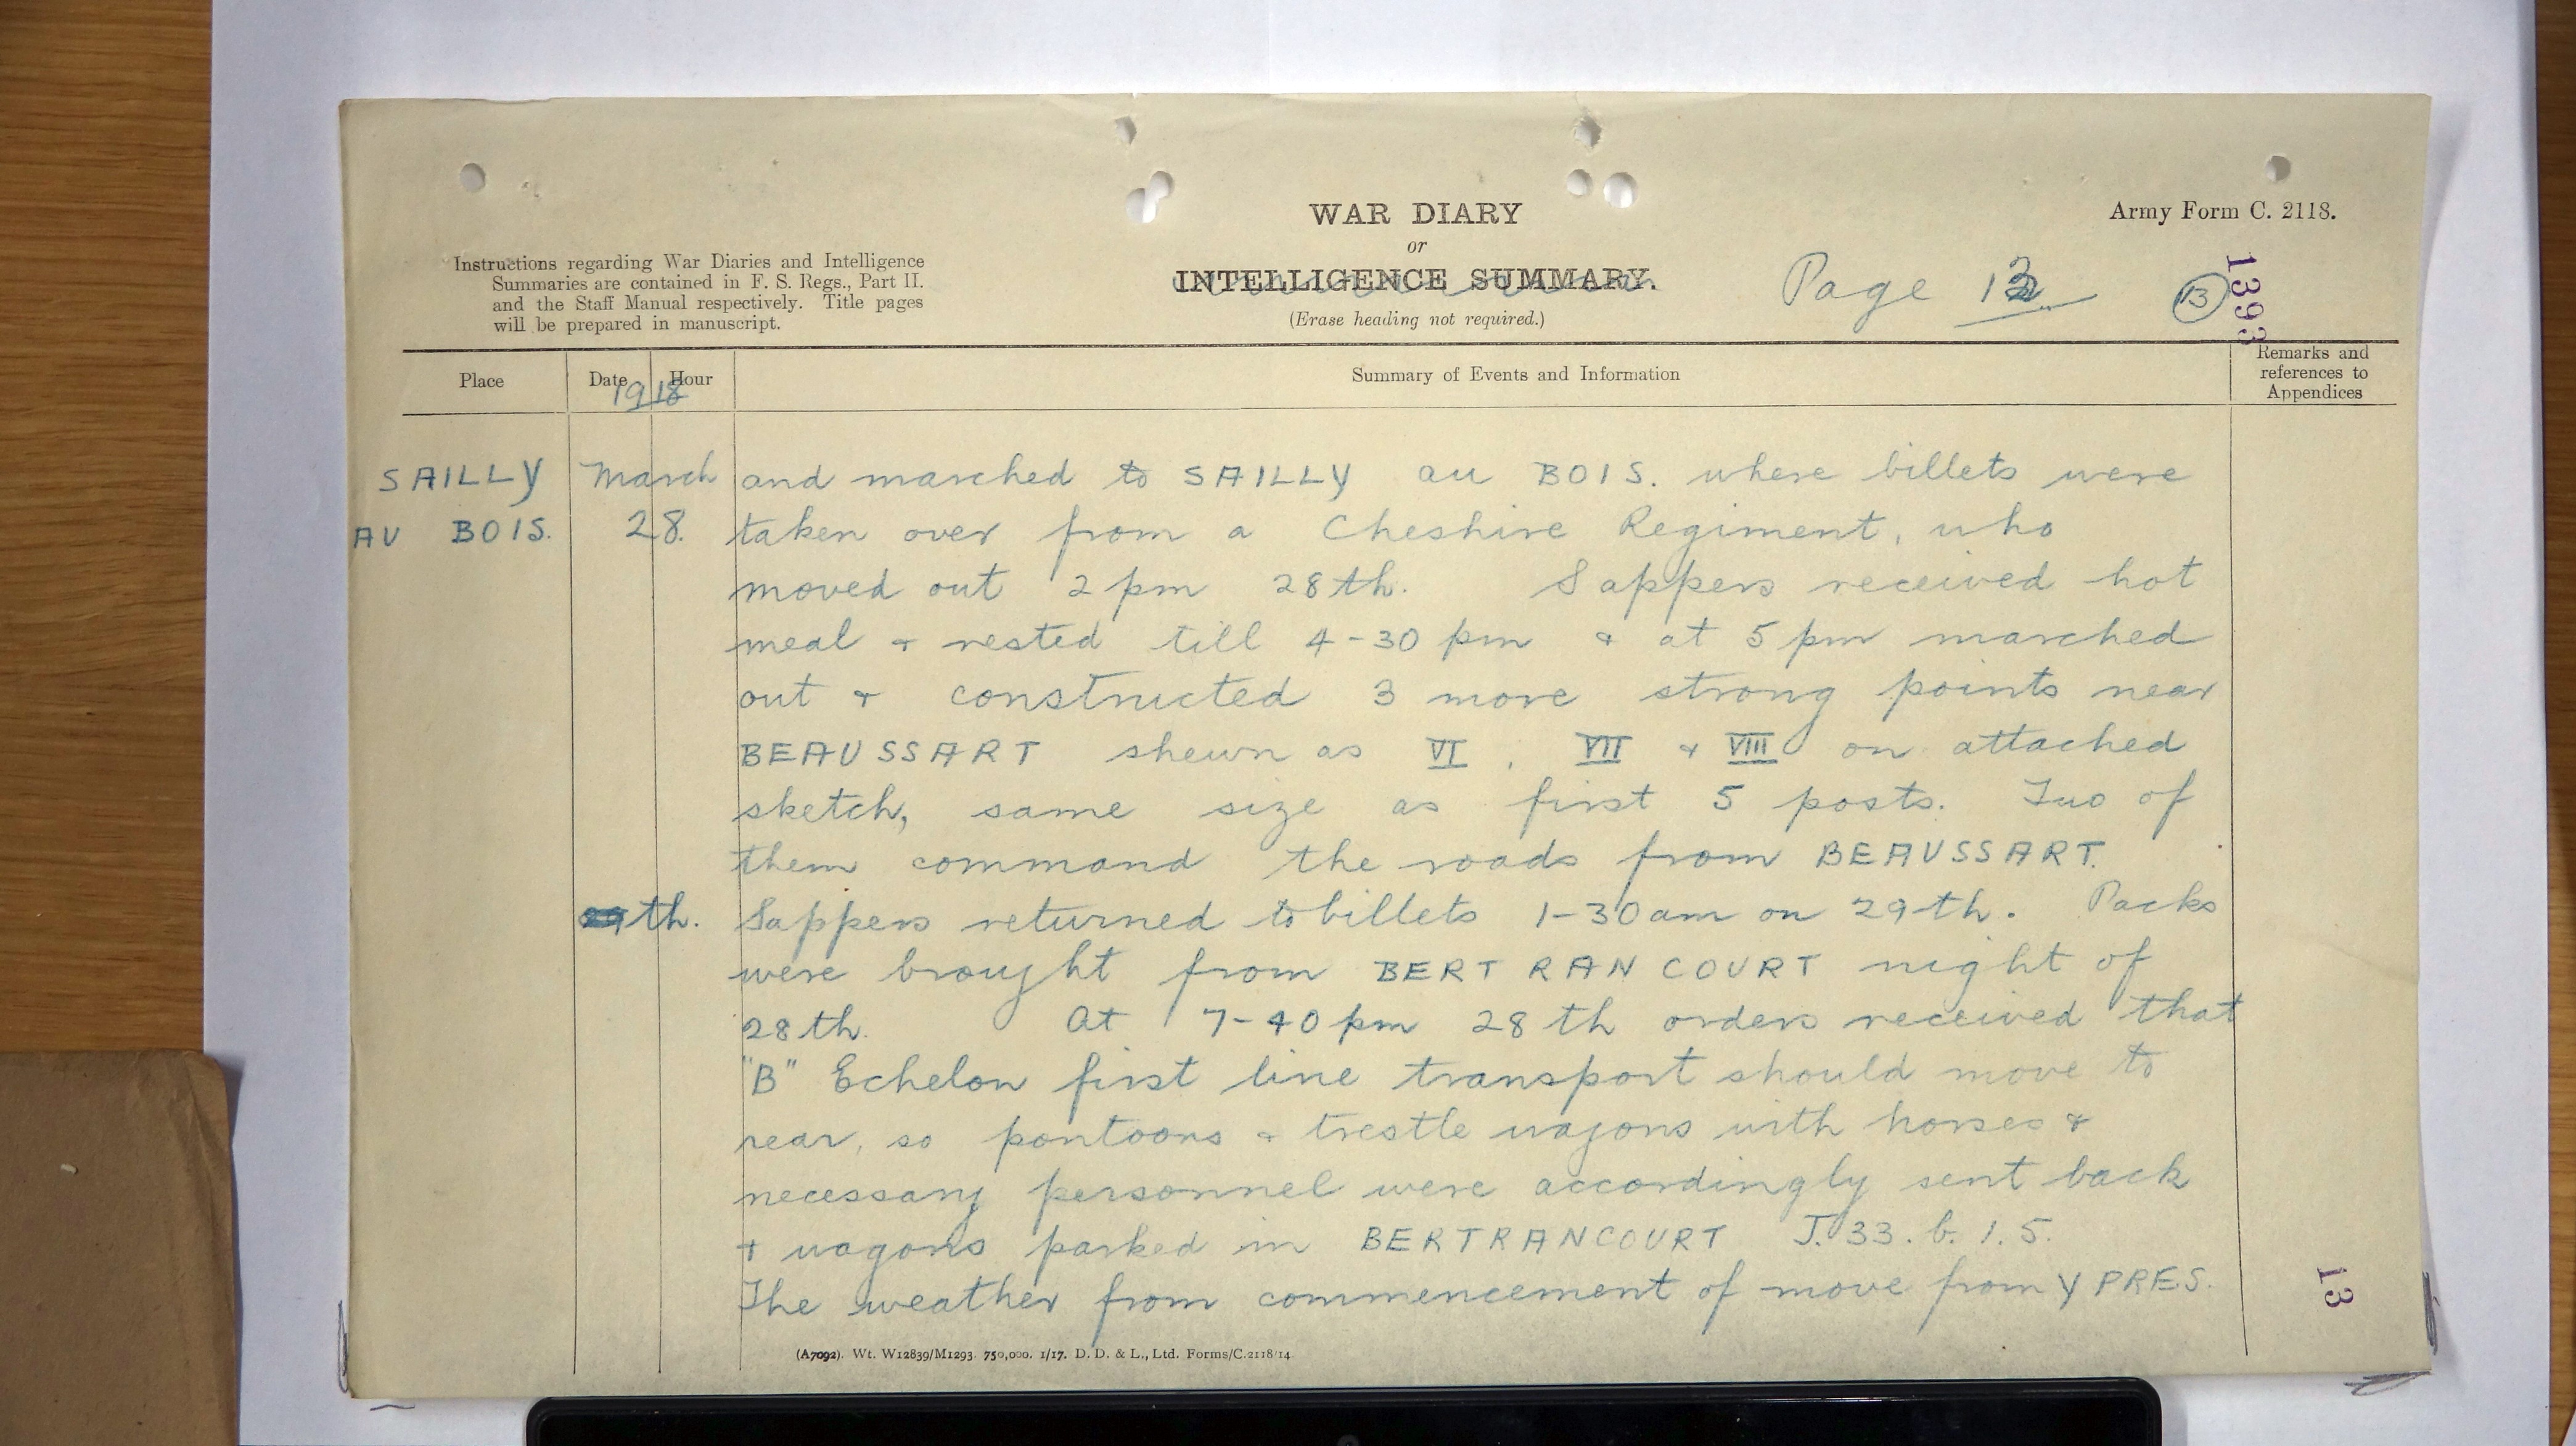 WAR DIARY
or
INTELLIGENCE SUMMARY.
(Erase heading not required.)
Army Form C. 2118.
Instructions regarding War Diaries and Intelligence
Summaries are contained in F. S. Regs., Part II.
and the Staff Manual respectively. Title pages
will be prepared in manuscript.
Page 13
13
1393
Place
Date
Hour
1918
Summary of Events and Information
Remarks and
references to
Appendices
SAILLY
AU BOIS.
March
28.
and marched to SAILLY au BOIS. where billets were
taken over from a Cheshire Regiment, who
moved out 2 pm 28th. Sappers received hot
meal & rested till 4-30 pm & at 5 pm marched
out & constructed 3 more strong points near
BEAUSSART shewn as VI, VII & VIII on attached
sketch, same size as first 5 posts. Two of
them command the roads from BEAUSSART.
29th.
Sappers returned to billets 1-30am on 29th. Packs
were brought from BERTRANCOURT night of
28th. At 7-40 pm 28th orders received that
"B" Echelon first line transport should move to
rear, so pontoons & trestle wagons with horses &
necessary personnel were accordingly sent back
& wagons parked in BERTRANCOURT J.33.b.1.5.
The weather from commencement of move from YPRES.
13
(A7092). Wt. W12839/M1293. 750,000. 1/17. D. D. & L., Ltd. Forms/C.2118/14